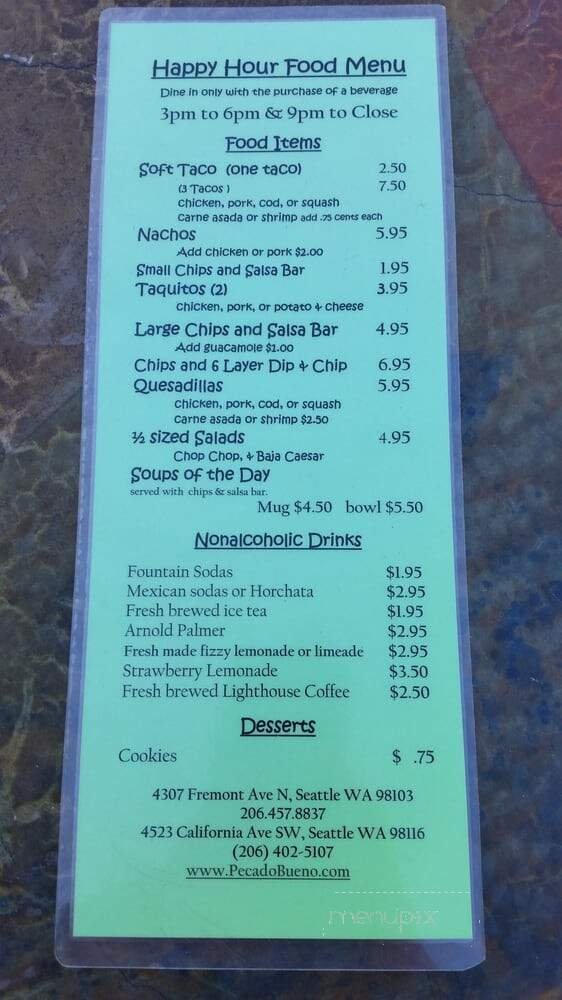 Happy Hour Food Menu
Dine in only with the purchase of a beverage
3pm to 6pm & 9pm to Close
Food Items
Soft Taco (one taco) 2.50
(3 Tacos ) 7.50
chicken, pork, cod, or squash
carne asada or shrimp add .75 cents each
Nachos 5.95
Add chicken or pork $2.00
Small Chips and Salsa Bar 1.95
Taquitos (2) 3.95
chicken, pork, or potato & cheese
Large Chips and Salsa Bar 4.95
Add guacamole $1.00
Chips and 6 Layer Dip & Chip 6.95
Quesadillas 5.95
chicken, pork, cod, or squash
carne asada or shrimp $2.50
½ sized Salads 4.95
Chop Chop, & Baja Caesar
Soups of the Day
served with chips & salsa bar.
Mug $4.50 bowl $5.50
Nonalcoholic Drinks
Fountain Sodas $1.95
Mexican sodas or Horchata $2.95
Fresh brewed ice tea $1.95
Arnold Palmer $2.95
Fresh made fizzy lemonade or limeade $2.95
Strawberry Lemonade $3.50
Fresh brewed Lighthouse Coffee $2.50
Desserts
Cookies $ .75
4307 Fremont Ave N, Seattle WA 98103
206.457.8837
4523 California Ave SW, Seattle WA 98116
(206) 402-5107
www.PecadoBueno.com
menupix